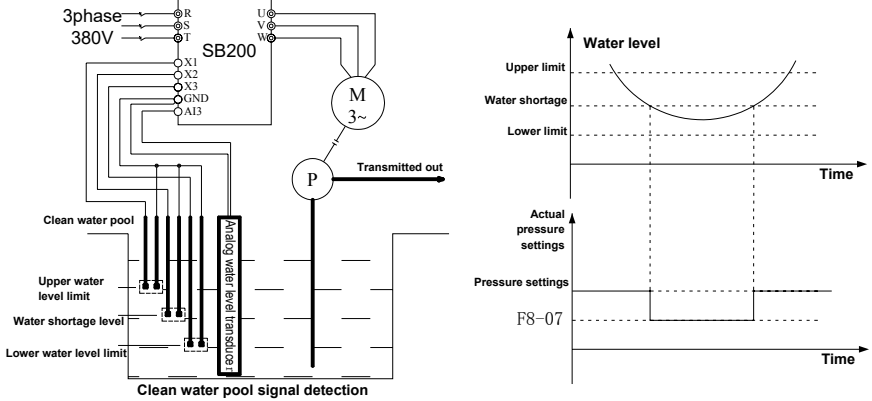 3phase
380V
R
S
T
SB200
U
V
W
X1
X2
X3
GND
AI3
M
3~
P
Transmitted out
Clean water pool
Analog water level transducer
Upper water
level limit
Water shortage level
Lower water level limit
Clean water pool signal detection
Water level
Upper limit
Water shortage
Lower limit
Time
Actual
pressure
settings
Pressure settings
F8-07
Time